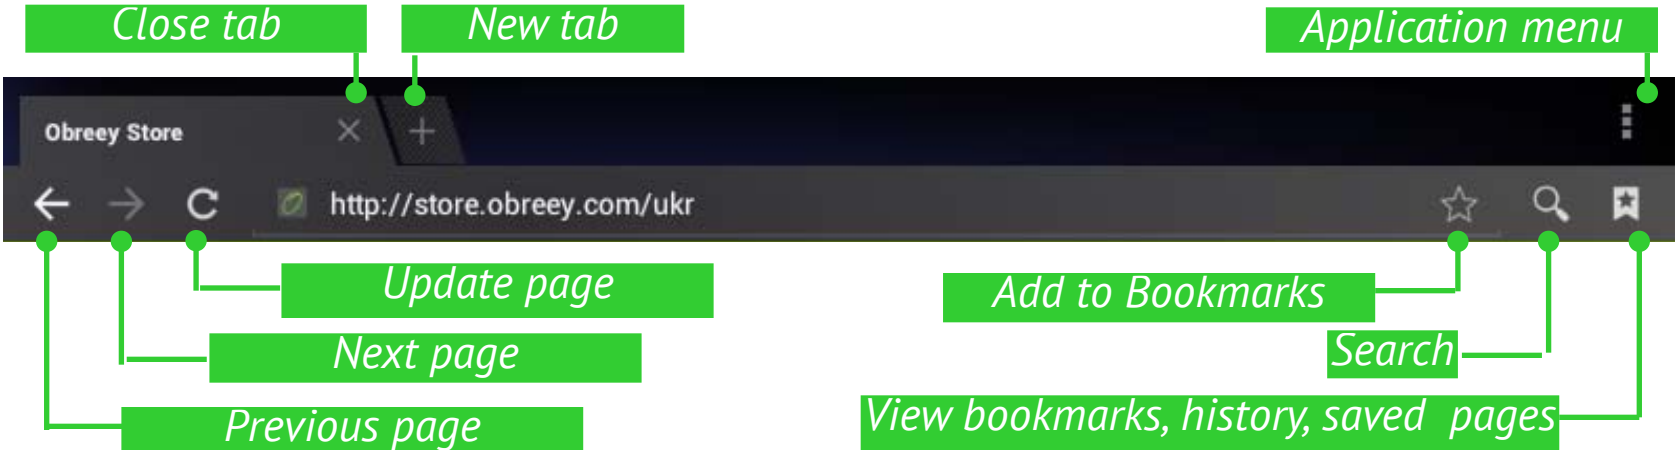 Close tab
New tab
Application menu
Obreey Store
http://store.obreey.com/ukr
Update page
Add to Bookmarks
Next page
Search
Previous page
View bookmarks, history, saved pages